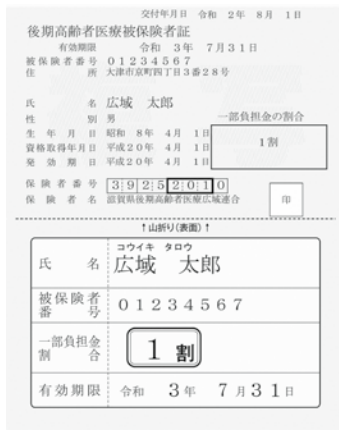 交付年月日 令和 2年 8月 1日
後期高齢者医療被保険者証
有効期限 令和 3年 7月31日
被保険者番号 01234567
住所 大津市京町四丁目3番28号
氏名 広域 太郎
性別 男
一部負担金の割合
生年月日 昭和 8年 4月 1日
1割
資格取得年月日 平成20年 4月 1日
発効期日 平成20年 4月 1日
保険者番号 39252010
保険者名 滋賀県後期高齢者医療広域連合
印
↑山折り(表面)↑
コウイキ タロウ
氏名 広域 太郎
被保険者番号 01234567
一部負担金割合 1割
有効期限 令和 3年 7月31日